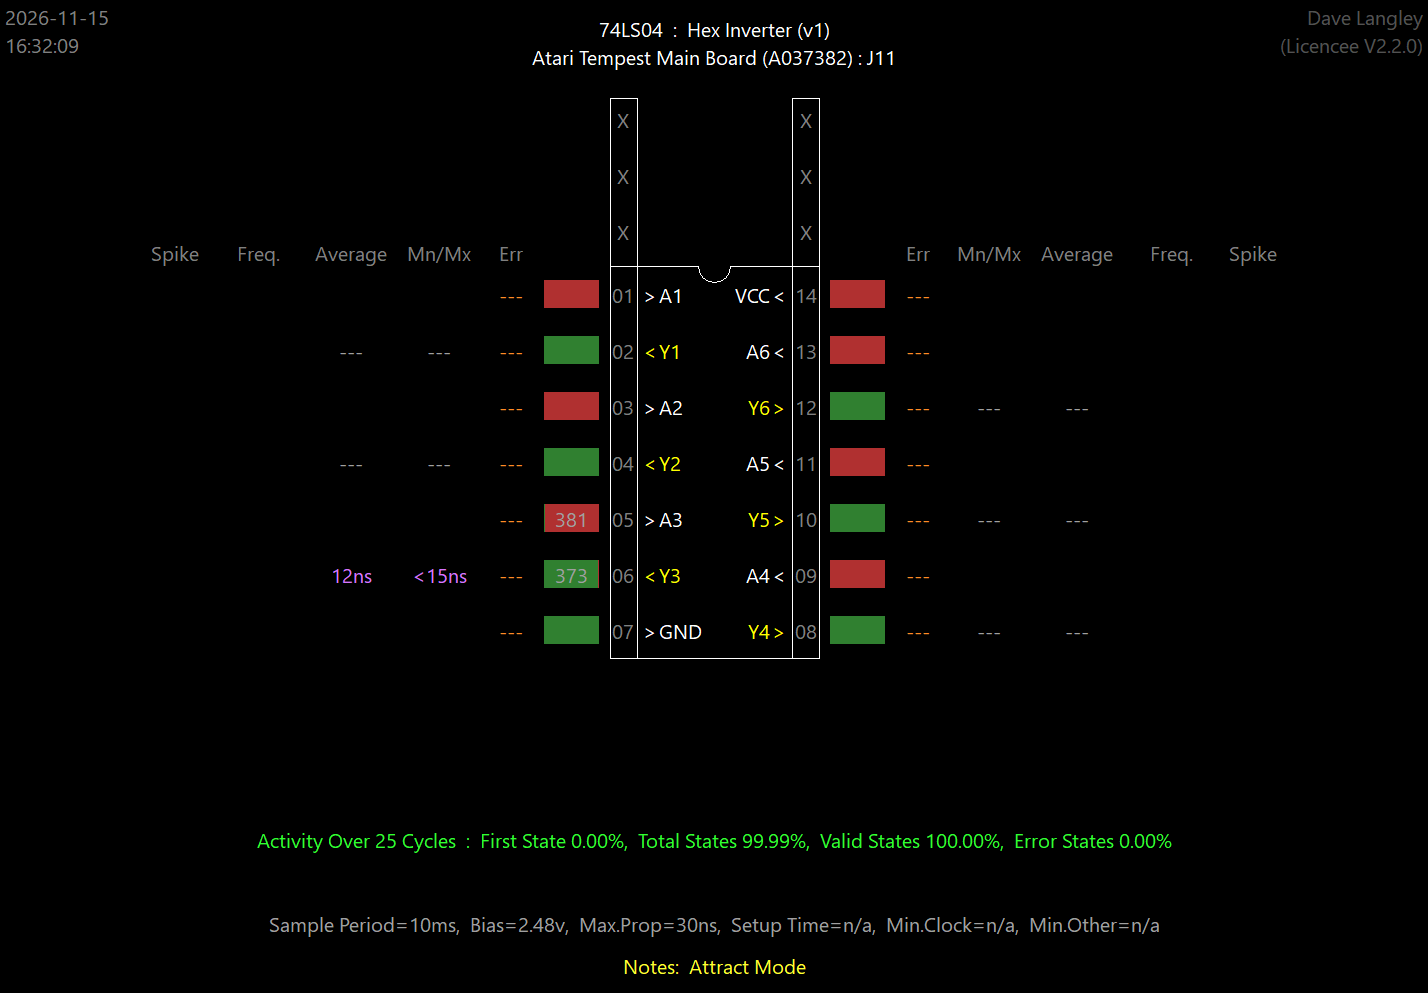 2026-11-15
16:32:09
74LS04 : Hex Inverter (v1)
Atari Tempest Main Board (A037382) : J11
Dave Langley
(Licencee V2.2.0)
X X
X X
X X
Spike Freq. Average Mn/Mx Err Err Mn/Mx Average Freq. Spike
--- 01 > A1 VCC < 14 ---
--- --- --- 02 < Y1 A6 < 13 ---
--- 03 > A2 Y6 > 12 --- --- ---
--- --- --- 04 < Y2 A5 < 11 ---
--- 381 05 > A3 Y5 > 10 --- --- ---
12ns <15ns --- 373 06 < Y3 A4 < 09 ---
--- 07 > GND Y4 > 08 --- --- ---
Activity Over 25 Cycles : First State 0.00%, Total States 99.99%, Valid States 100.00%, Error States 0.00%
Sample Period=10ms, Bias=2.48v, Max.Prop=30ns, Setup Time=n/a, Min.Clock=n/a, Min.Other=n/a
Notes: Attract Mode